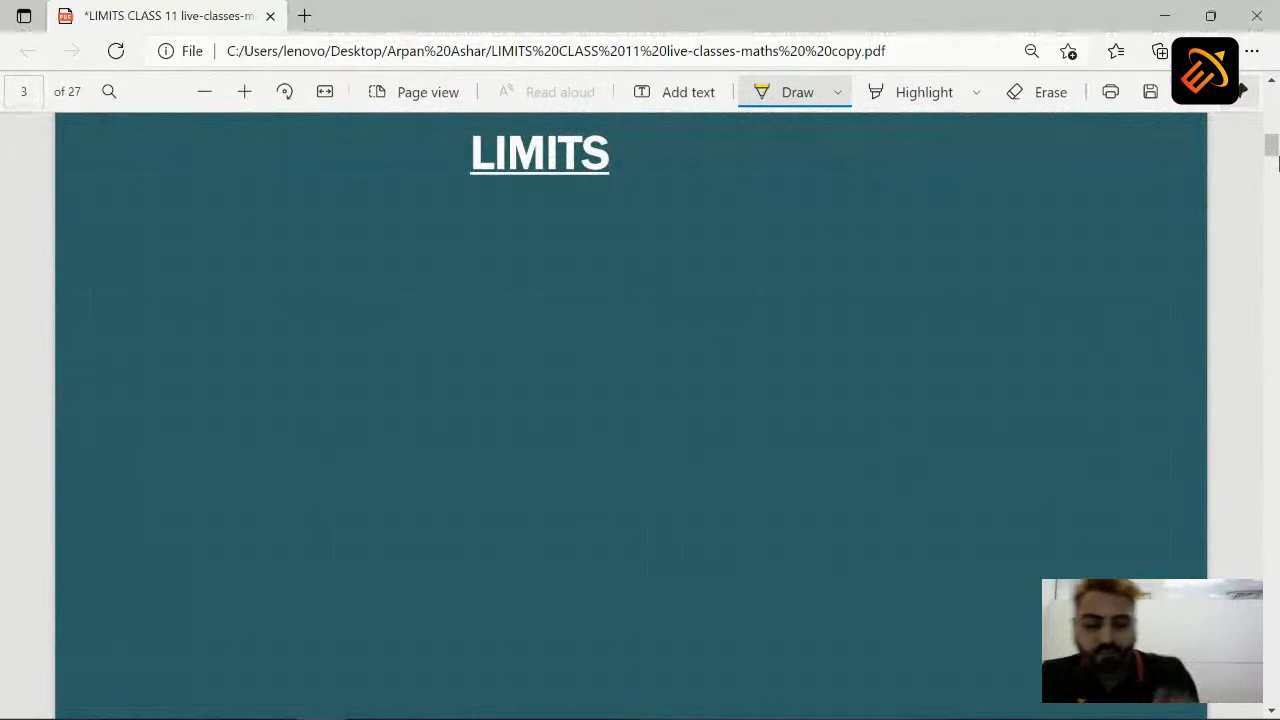 *LIMITS CLASS 11 live-classes-m
File C:/Users/lenovo/Desktop/Arpan%20Ashar/LIMITS%20CLASS%2011%20live-classes-maths%20%20copy.pdf
3 of 27 Page view Read aloud Add text Draw Highlight Erase
LIMITS